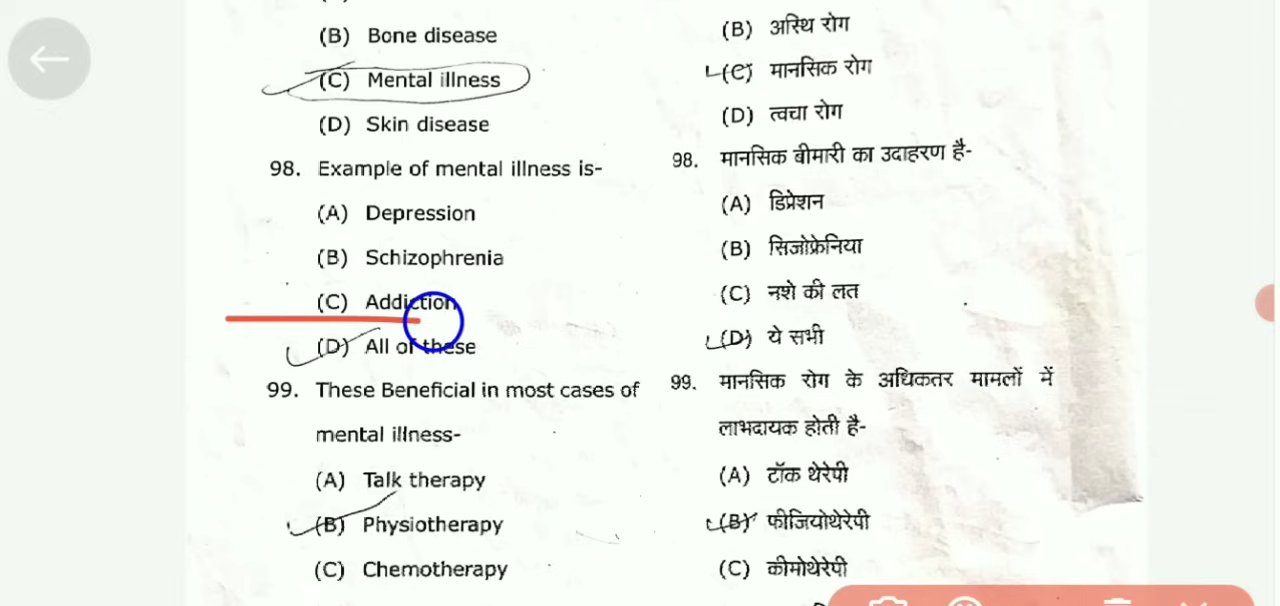 (B) Bone disease
(C) Mental illness
(D) Skin disease
98. Example of mental illness is-
(A) Depression
(B) Schizophrenia
(C) Addiction
(D) All of these
99. These Beneficial in most cases of
mental illness-
(A) Talk therapy
(B) Physiotherapy
(C) Chemotherapy
(B) अस्थि रोग
(C) मानसिक रोग
(D) त्वचा रोग
98. मानसिक बीमारी का उदाहरण है-
(A) डिप्रेशन
(B) सिजोफ्रेनिया
(C) नशे की लत
(D) ये सभी
99. मानसिक रोग के अधिकतर मामलों में
लाभदायक होती है-
(A) टॉक थेरेपी
(B) फीजियोथेरेपी
(C) कीमोथेरेपी